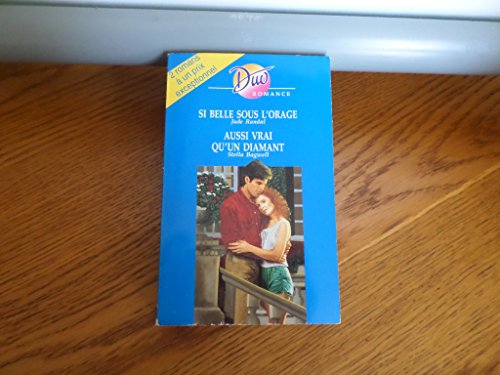 2 romans
à un prix
exceptionnel
Duo
ROMANCE
SI BELLE SOUS L'ORAGE
Jude Randal
AUSSI VRAI
QU'UN DIAMANT
Stella Bagwell